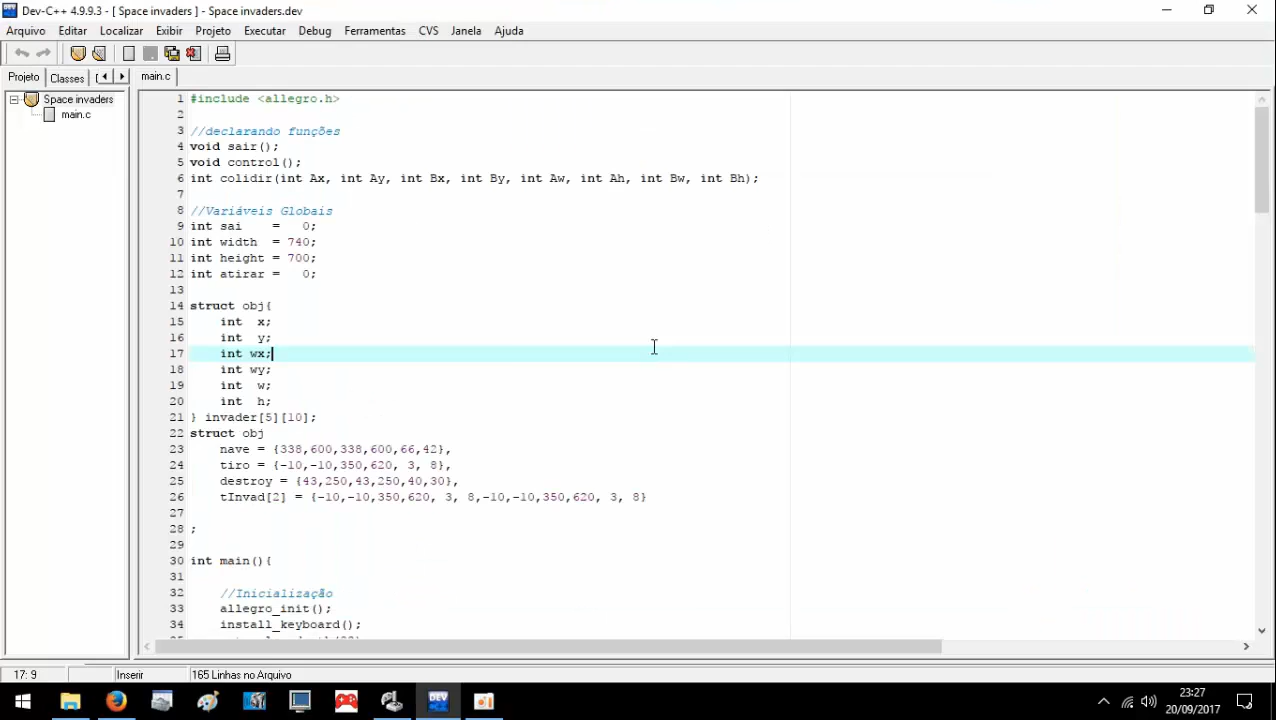 Dev-C++ 4.9.9.3 - [ Space invaders ] - Space invaders.dev
Arquivo Editar Localizar Exibir Projeto Executar Debug Ferramentas CVS Janela Ajuda
Projeto Classes main.c
Space invaders
main.c
1 #include <allegro.h>
2
3 //declarando funções
4 void sair();
5 void control();
6 int colidir(int Ax, int Ay, int Bx, int By, int Aw, int Ah, int Bw, int Bh);
7
8 //Variáveis Globais
9 int sai    =   0;
10 int width  = 740;
11 int height = 700;
12 int atirar =   0;
13
14 struct obj{
15     int  x;
16     int  y;
17     int wx;
18     int wy;
19     int  w;
20     int  h;
21 } invader[5][10];
22 struct obj
23     nave = {338,600,338,600,66,42},
24     tiro = {-10,-10,350,620, 3, 8},
25     destroy = {43,250,43,250,40,30},
26     tInvad[2] = {-10,-10,350,620, 3, 8,-10,-10,350,620, 3, 8}
27
28 ;
29
30 int main(){
31
32     //Inicialização
33     allegro_init();
34     install_keyboard();
17: 9 Inserir 165 Linhas no Arquivo
DEV
23:27
20/09/2017